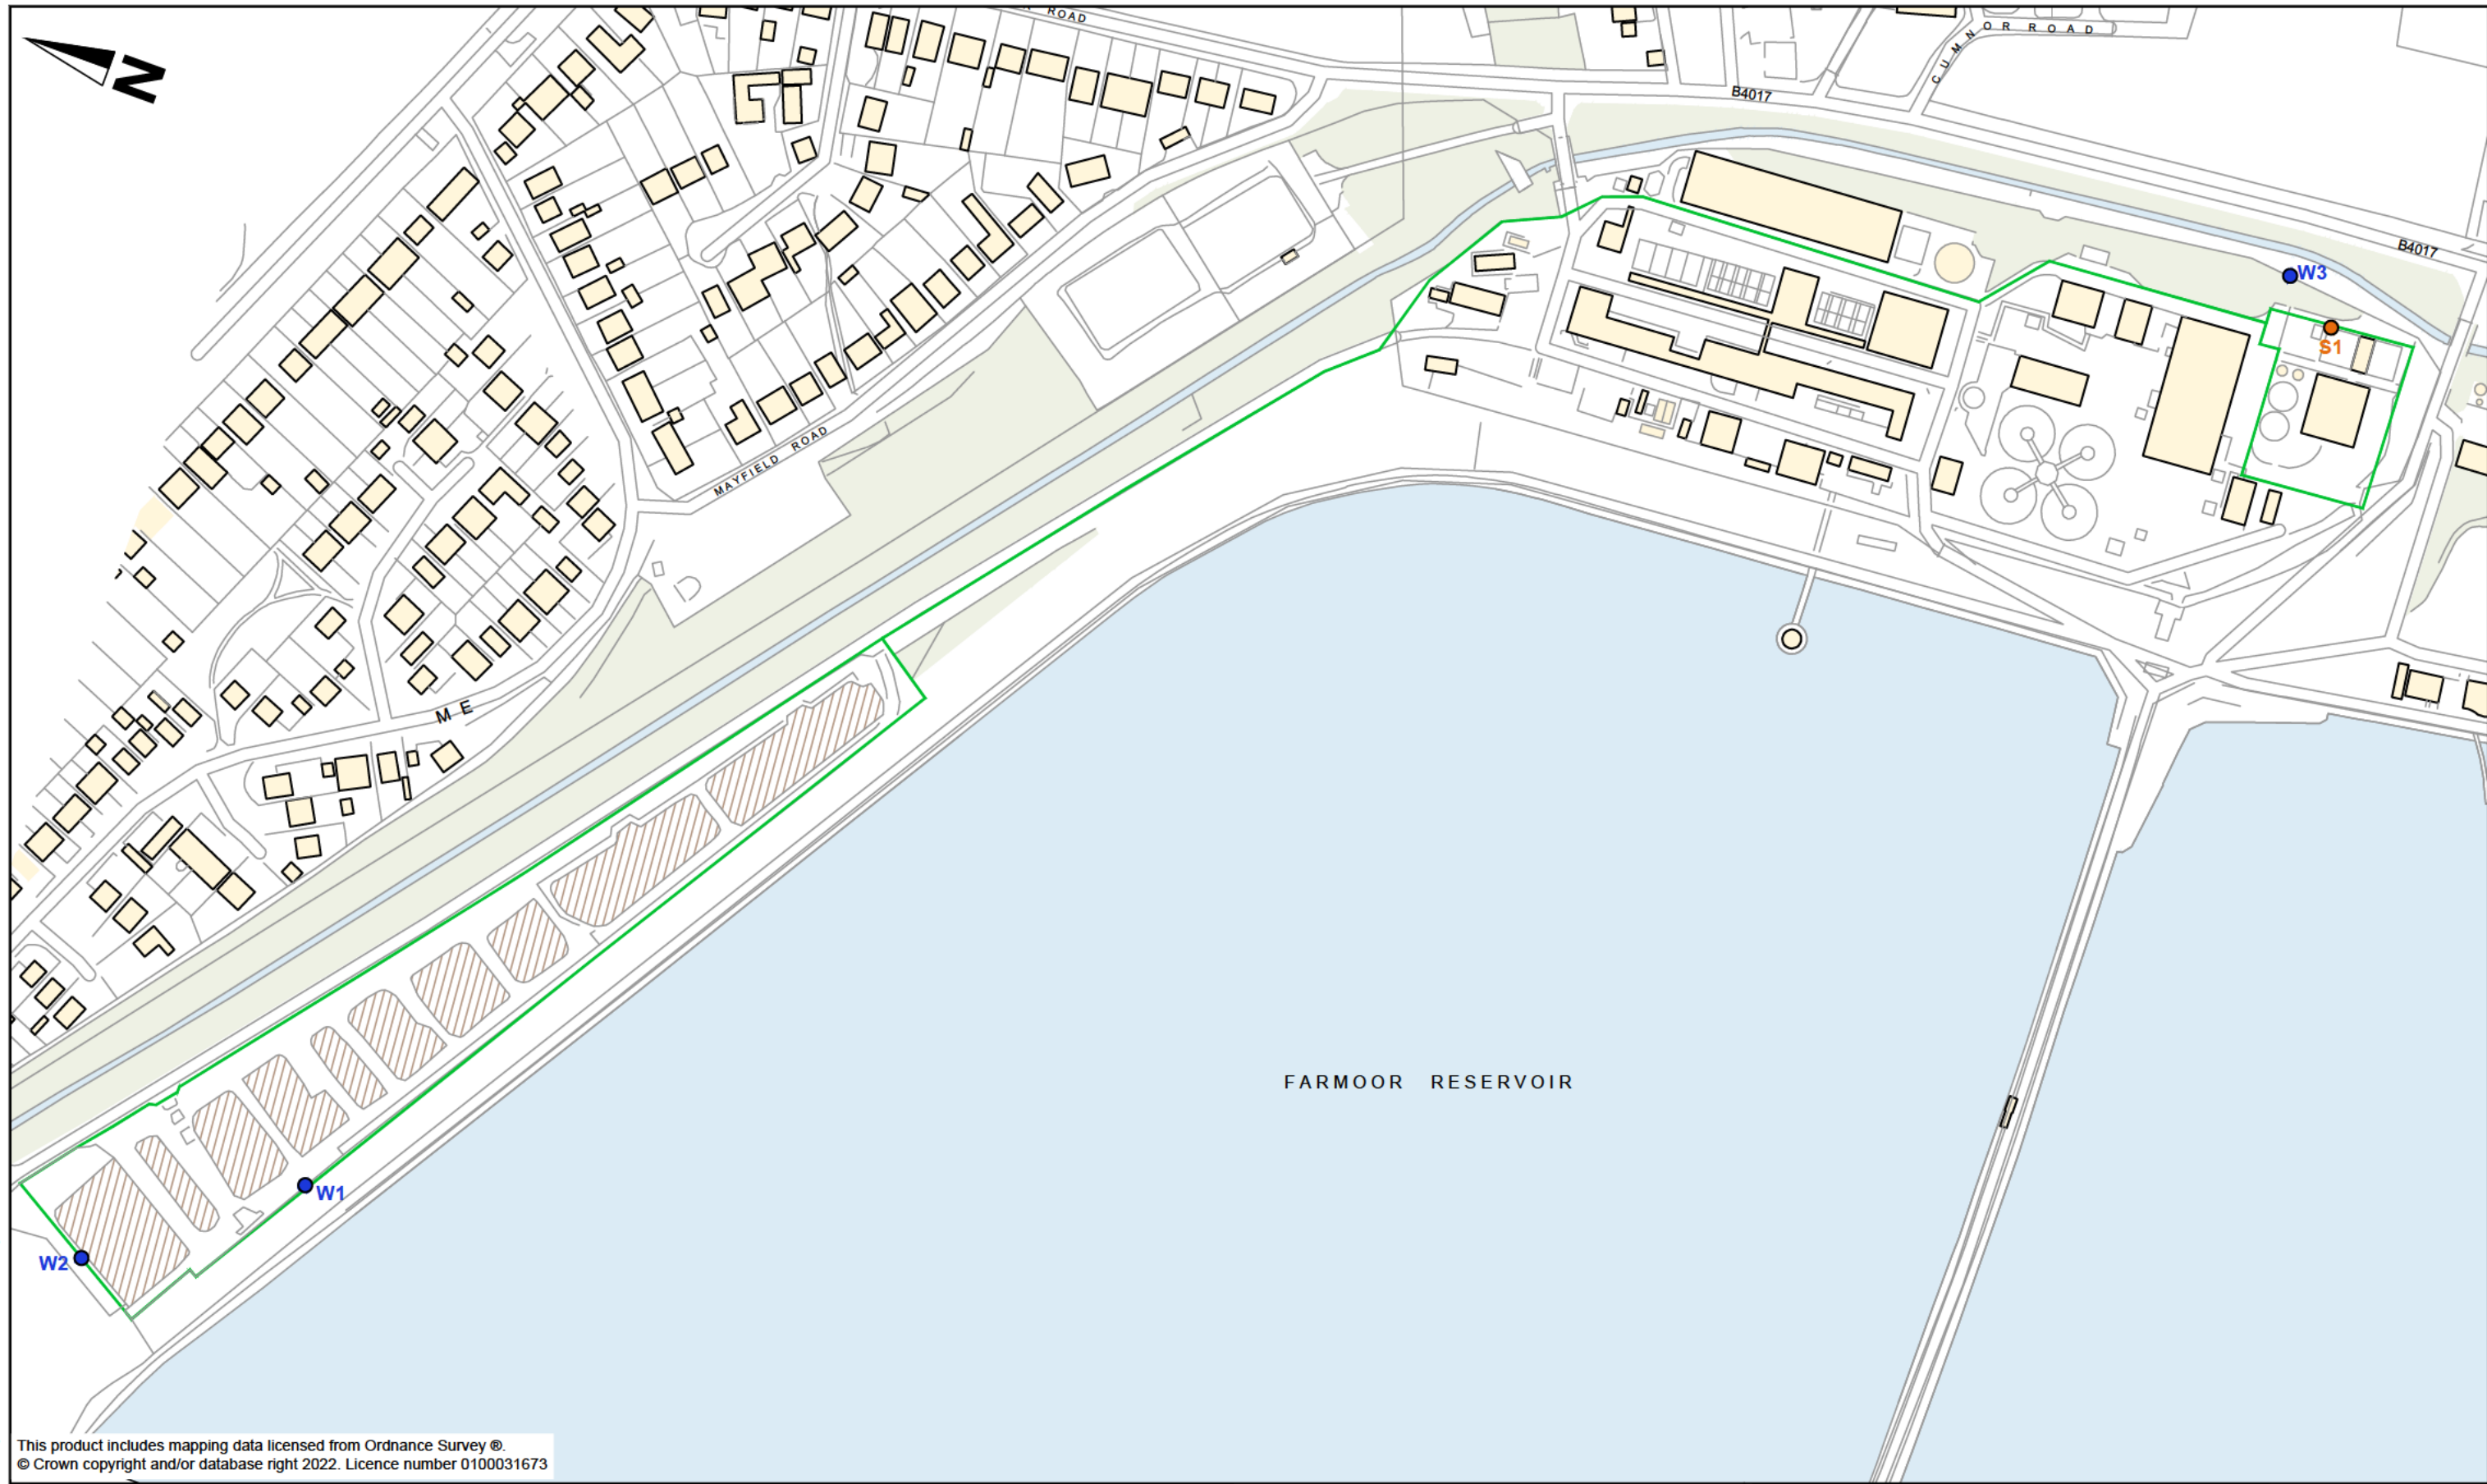 N
ROAD
CUMNOR ROAD
B4017
B4017
W3
S1
MAYFIELD ROAD
M E
FARMOOR RESERVOIR
W1
W2
This product includes mapping data licensed from Ordnance Survey ®.
© Crown copyright and/or database right 2022. Licence number 0100031673